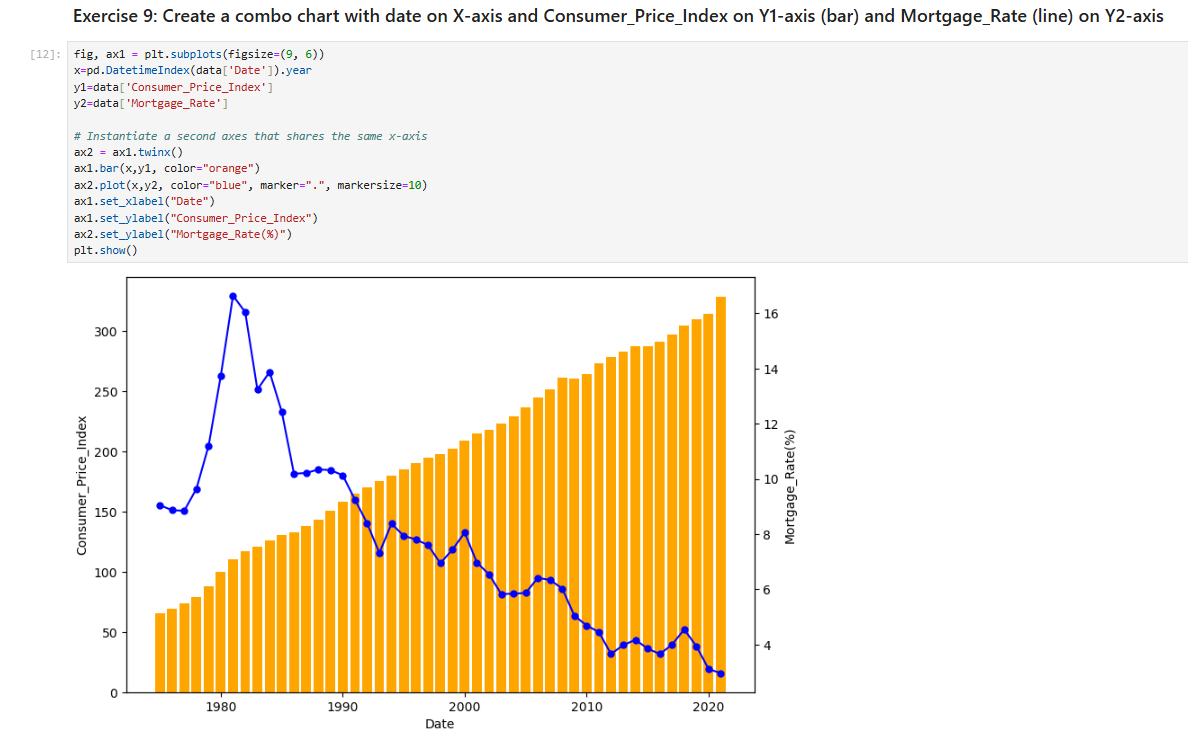 Exercise 9: Create a combo chart with date on X-axis and Consumer_Price_Index on Y1-axis (bar) and Mortgage_Rate (line) on Y2-axis
[12]:
fig, ax1 = plt.subplots(figsize=(9, 6))
x=pd.DatetimeIndex(data['Date']).year
y1=data['Consumer_Price_Index']
y2=data['Mortgage_Rate']
# Instantiate a second axes that shares the same x-axis
ax2 = ax1.twinx()
ax1.bar(x,y1, color="orange")
ax2.plot(x,y2, color="blue", marker=".", markersize=10)
ax1.set_xlabel("Date")
ax1.set_ylabel("Consumer_Price_Index")
ax2.set_ylabel("Mortgage_Rate(%)")
plt.show()
Consumer_Price_Index
300
250
200
150
100
50
0
16
14
12
10
8
6
4
Mortgage_Rate(%)
1980
1990
2000
2010
2020
Date